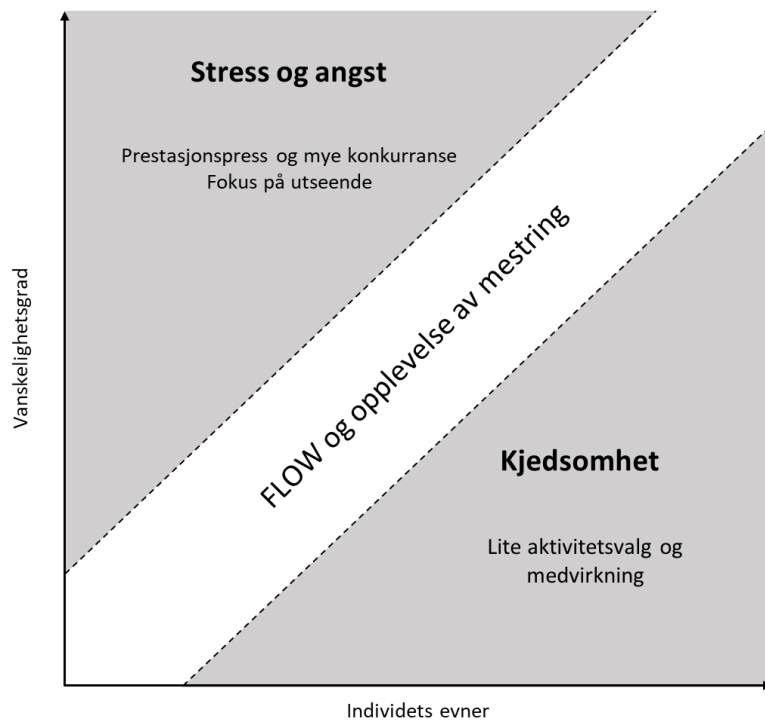 Stress og angst
Prestasjonspress og mye konkurranse
Fokus på utseende
Vanskelighetsgrad
FLOW og opplevelse av mestring
Kjedsomhet
Lite aktivitetsvalg og
medvirkning
Individets evner